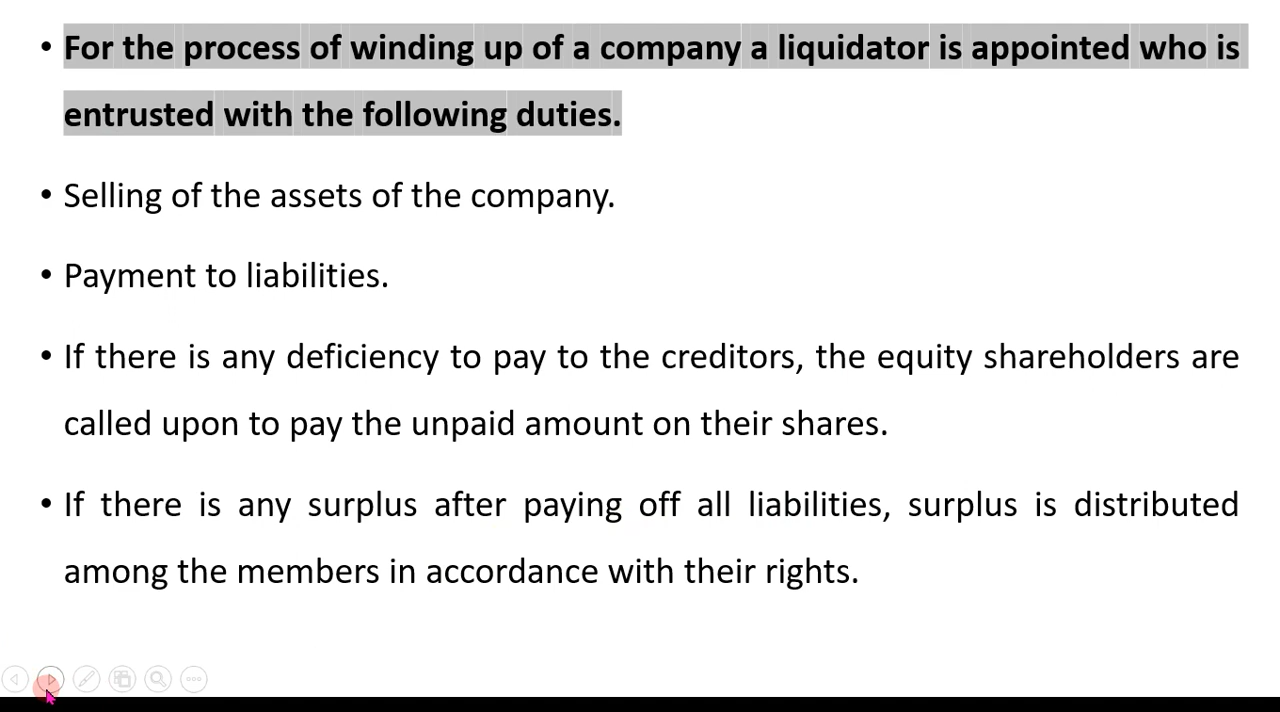 • For the process of winding up of a company a liquidator is appointed who is
entrusted with the following duties.
• Selling of the assets of the company.
• Payment to liabilities.
• If there is any deficiency to pay to the creditors, the equity shareholders are
called upon to pay the unpaid amount on their shares.
• If there is any surplus after paying off all liabilities, surplus is distributed
among the members in accordance with their rights.